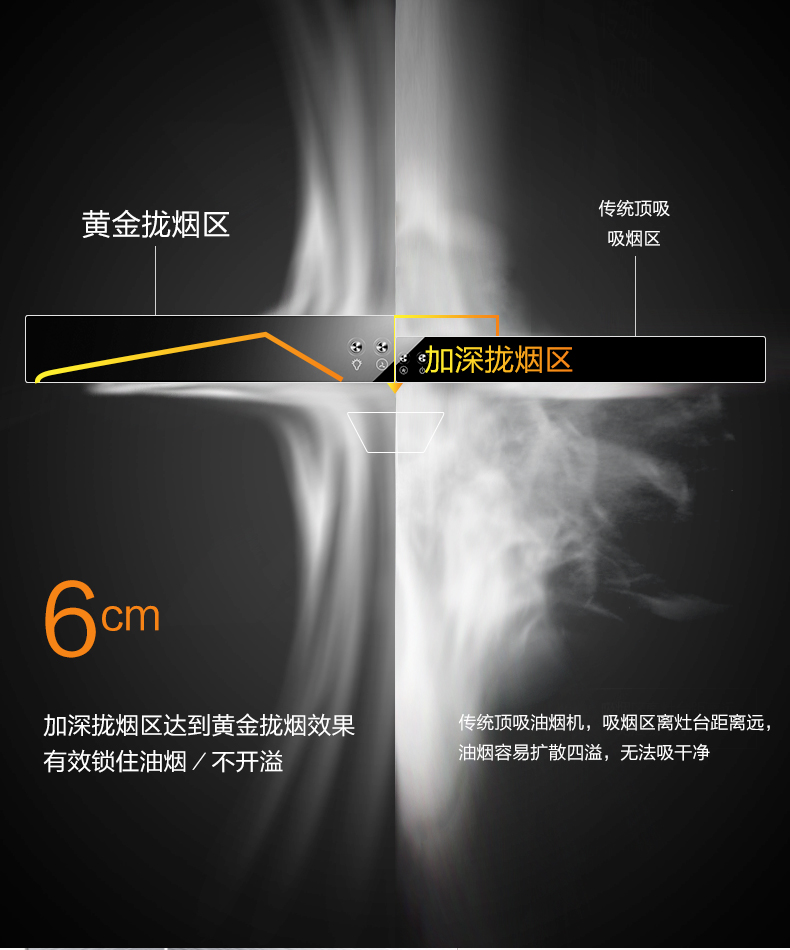 黄金拢烟区
传统顶吸
吸烟区
加深拢烟区
6cm
加深拢烟区达到黄金拢烟效果
有效锁住油烟／不开溢
传统顶吸油烟机，吸烟区离灶台距离远，
油烟容易扩散四溢，无法吸干净